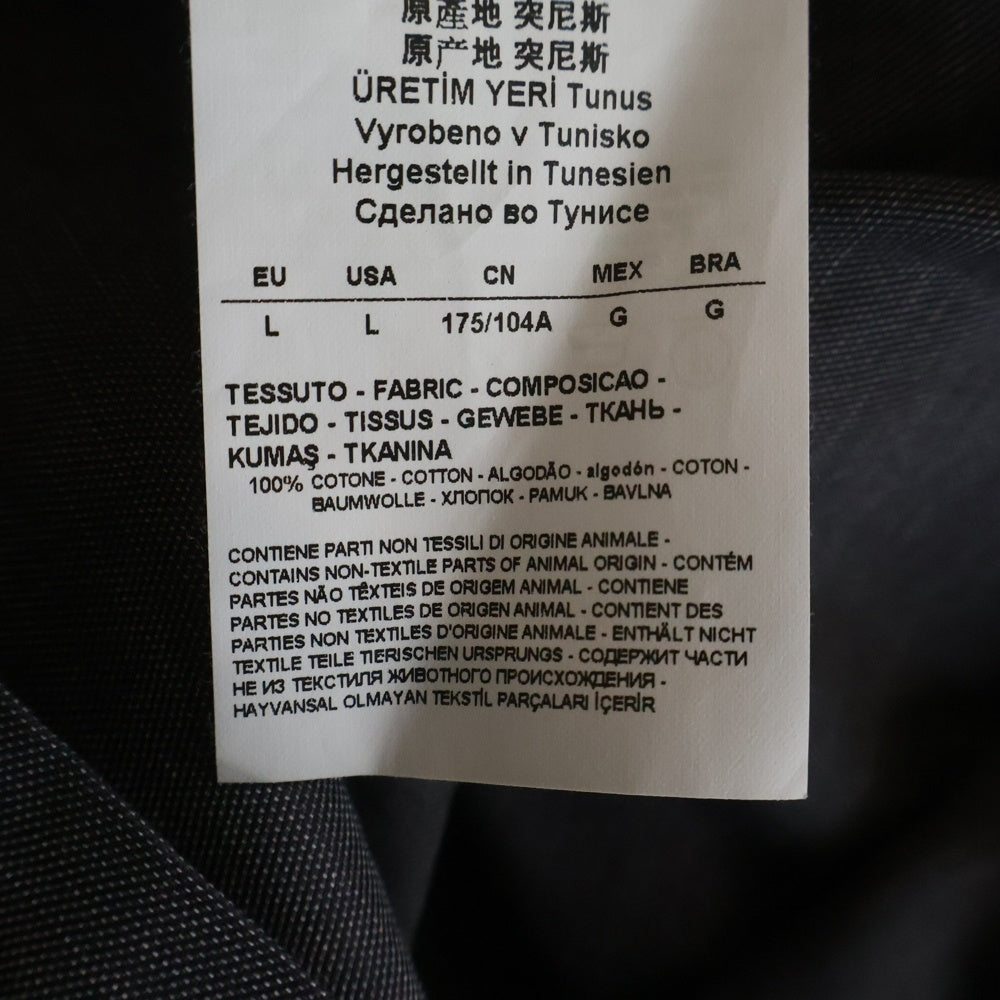 原產地 突尼斯
原产地 突尼斯
ÜRETİM YERİ Tunus
Vyrobeno v Tunisko
Hergestellt in Tunesien
Сделано во Тунисе
EU USA CN MEX BRA
L L 175/104A G G
TESSUTO - FABRIC - COMPOSICAO -
TEJIDO - TISSUS - GEWEBE - ТКАНЬ -
KUMAŞ - TKANINA
100% COTONE - COTTON - ALGODÃO - algodón - COTON -
BAUMWOLLE - ХЛОПОК - PAMUK - BAVLNA
CONTIENE PARTI NON TESSILI DI ORIGINE ANIMALE -
CONTAINS NON-TEXTILE PARTS OF ANIMAL ORIGIN - CONTÉM
PARTES NÃO TÊXTEIS DE ORIGEM ANIMAL - CONTIENE
PARTES NO TEXTILES DE ORIGEN ANIMAL - CONTIENT DES
PARTIES NON TEXTILES D'ORIGINE ANIMALE - ENTHÄLT NICHT
TEXTILE TEILE TIERISCHEN URSPRUNGS - СОДЕРЖИТ ЧАСТИ
НЕ ИЗ ТЕКСТИЛЯ ЖИВОТНОГО ПРОИСХОЖДЕНИЯ -
HAYVANSAL OLMAYAN TEKSTİL PARÇALARI İÇERİR